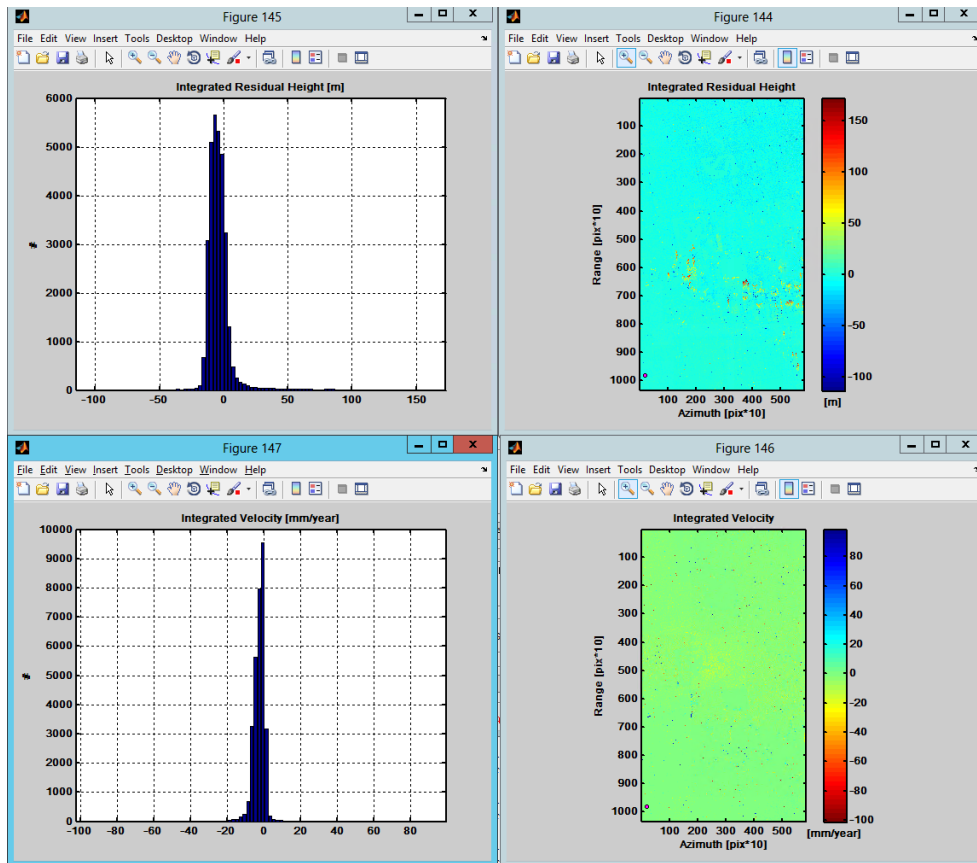 Figure 145
File Edit View Insert Tools Desktop Window Help
Integrated Residual Height [m]
6000
5000
4000
3000
2000
1000
0
%
-100 -50 0 50 100 150
Figure 144
File Edit View Insert Tools Desktop Window Help
Integrated Residual Height
100
200
300
400
500
600
700
800
900
1000
Range [pix*10]
100 200 300 400 500
Azimuth [pix*10]
150
100
50
0
-50
-100
[m]
Figure 147
File Edit View Insert Tools Desktop Window Help
Integrated Velocity [mm/year]
10000
9000
8000
7000
6000
5000
4000
3000
2000
1000
0
%
-100 -80 -60 -40 -20 0 20 40 60 80
Figure 146
File Edit View Insert Tools Desktop Window Help
Integrated Velocity
100
200
300
400
500
600
700
800
900
1000
Range [pix*10]
100 200 300 400 500
Azimuth [pix*10]
80
60
40
20
0
-20
-40
-60
-80
-100
[mm/year]